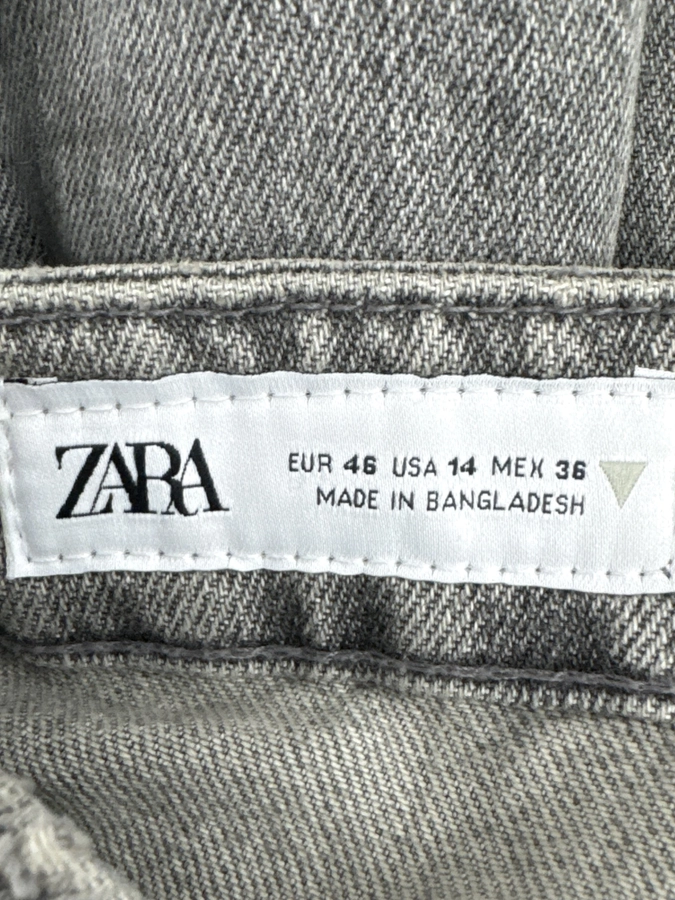 ZARA
EUR 46 USA 14 MEX 36
MADE IN BANGLADESH